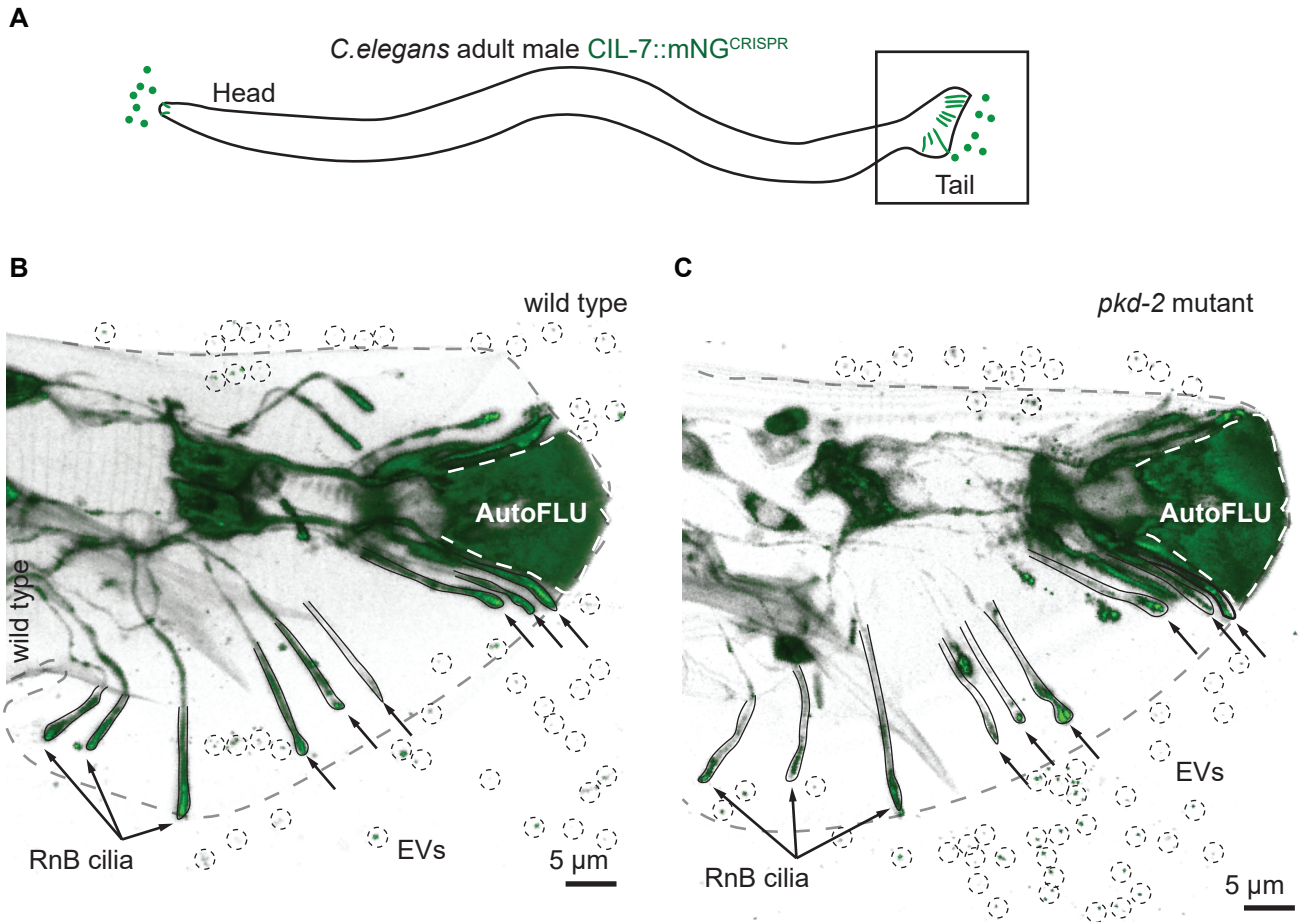 A
C.elegans adult male CIL-7::mNGCRISPR
Head
Tail
B
wild type
AutoFLU
wild type
RnB cilia
EVs
5 μm
C
pkd-2 mutant
AutoFLU
EVs
RnB cilia
5 μm